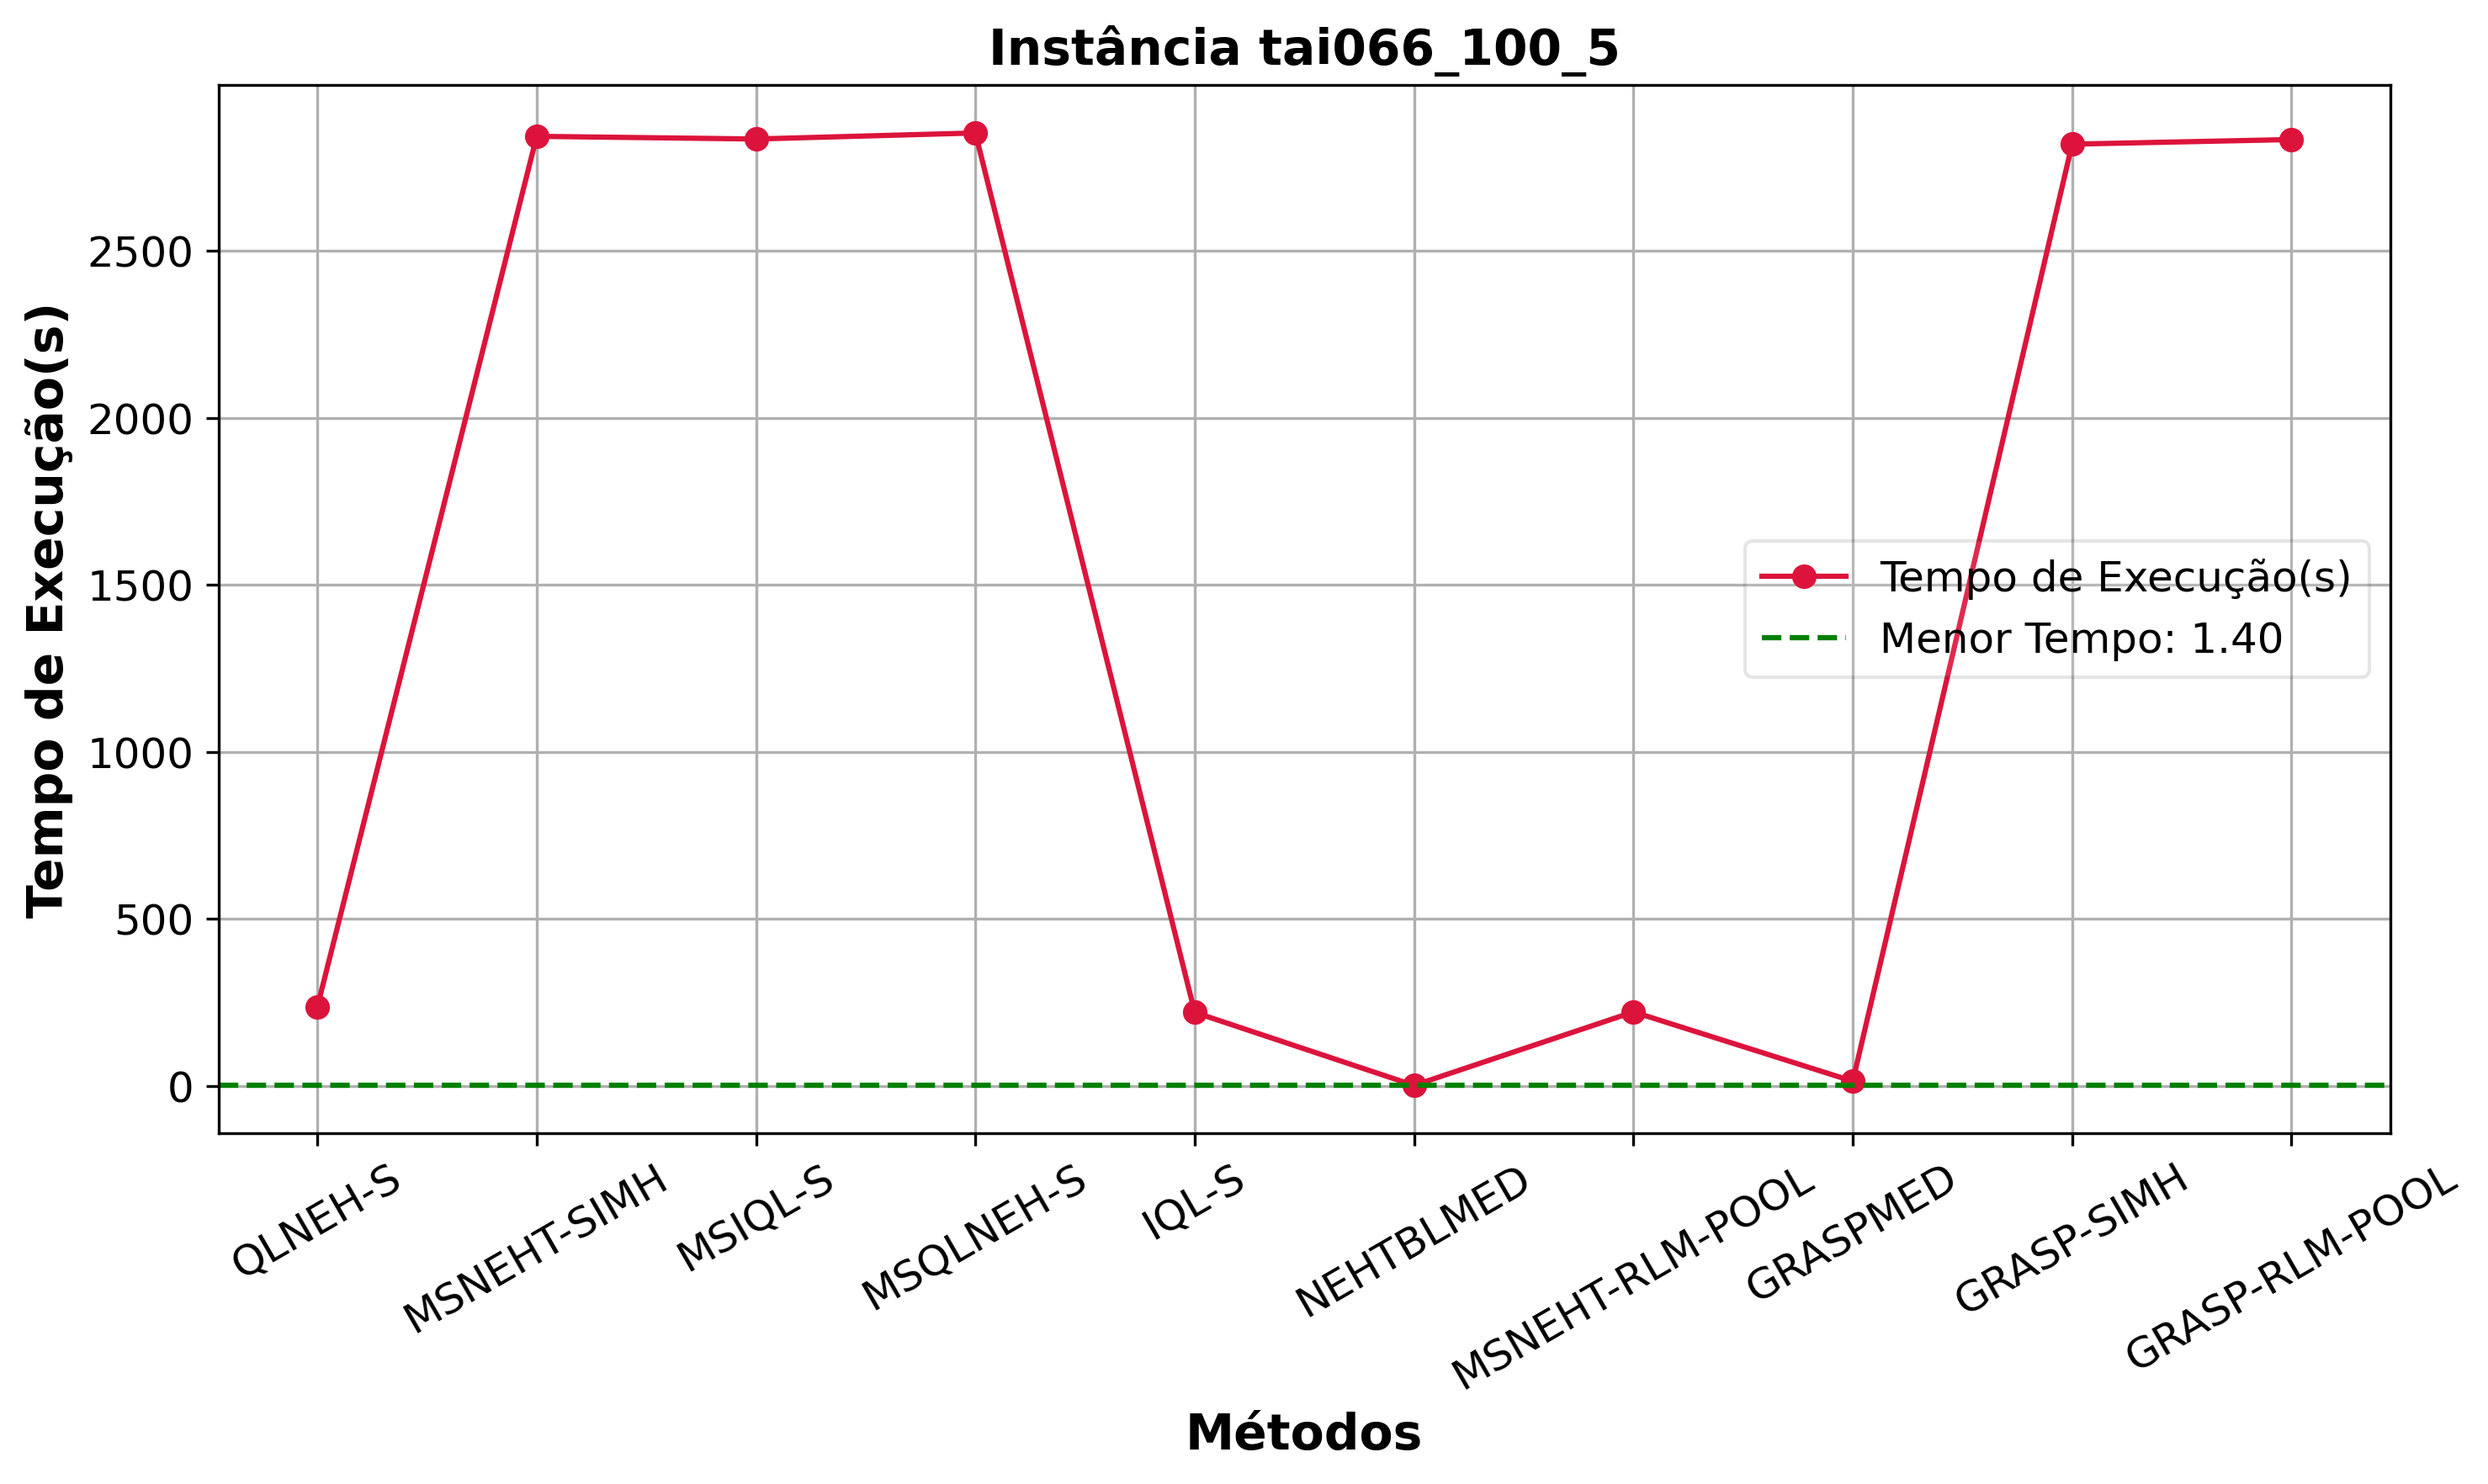 Instância tai066_100_5
Tempo de Execução(s)
2500
2000
1500
1000
500
0
Tempo de Execução(s)
Menor Tempo: 1.40
QLNEH-S
MSNEHT-SIMH
MSIQL-S
MSQLNEH-S
IQL-S
NEHTBLMED
MSNEHT-RLM-POOL
GRASPMED
GRASP-SIMH
GRASP-RLM-POOL
Métodos